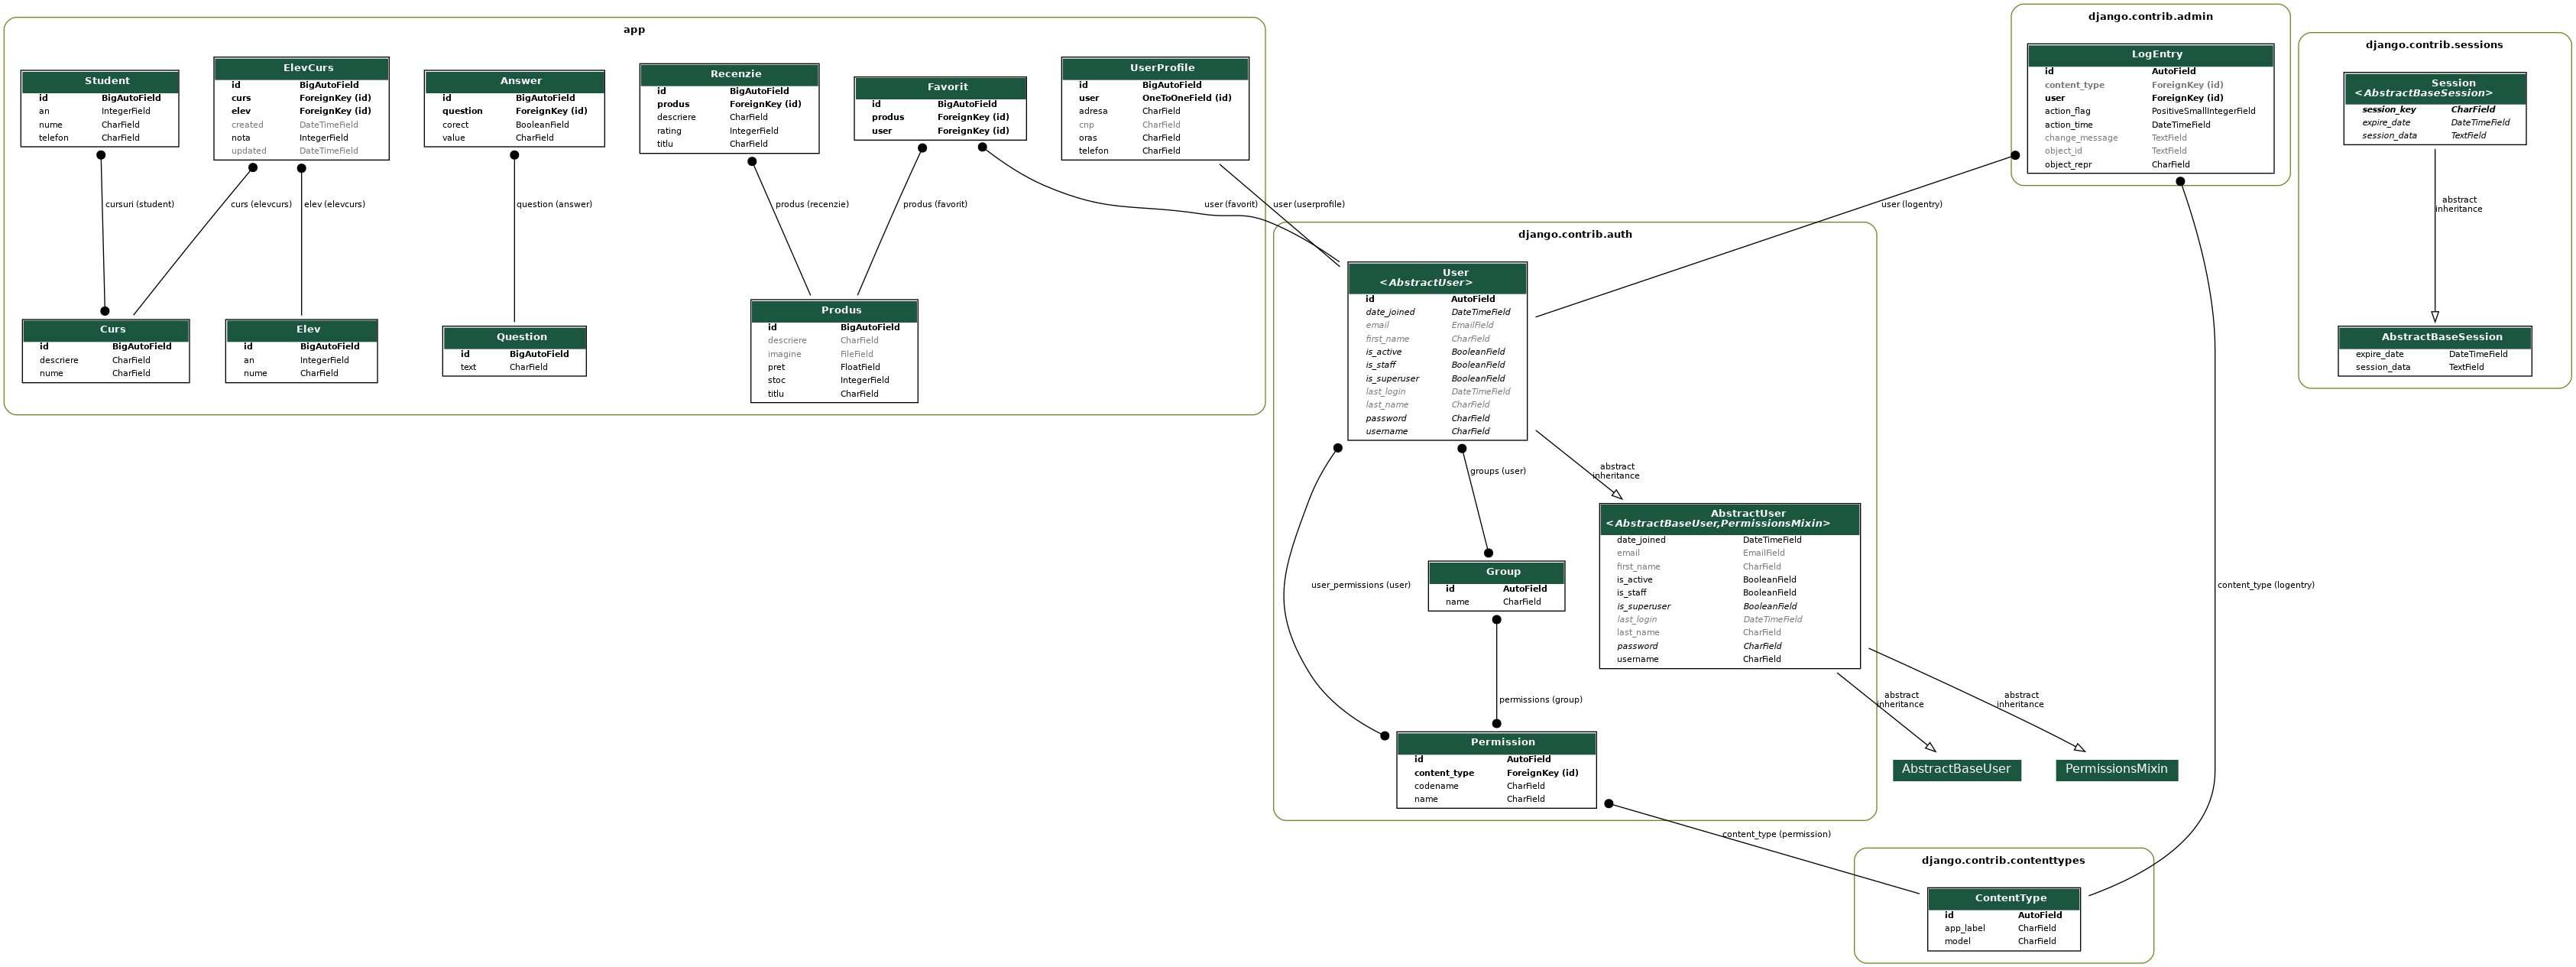 app
Student
id BigAutoField
an IntegerField
nume CharField
telefon CharField
ElevCurs
id BigAutoField
curs ForeignKey (id)
elev ForeignKey (id)
created DateTimeField
nota IntegerField
updated DateTimeField
Answer
id BigAutoField
question ForeignKey (id)
corect BooleanField
value CharField
Recenzie
id BigAutoField
produs ForeignKey (id)
descriere CharField
rating IntegerField
titlu CharField
Favorit
id BigAutoField
produs ForeignKey (id)
user ForeignKey (id)
UserProfile
id BigAutoField
user OneToOneField (id)
adresa CharField
cnp CharField
oras CharField
telefon CharField
cursuri (student)
curs (elevcurs)
elev (elevcurs)
question (answer)
produs (recenzie)
produs (favorit)
user (favorit)
user (userprofile)
Curs
id BigAutoField
descriere CharField
nume CharField
Elev
id BigAutoField
an IntegerField
nume CharField
Question
id BigAutoField
text CharField
Produs
id BigAutoField
descriere CharField
imagine FileField
pret FloatField
stoc IntegerField
titlu CharField
django.contrib.admin
LogEntry
id AutoField
content_type ForeignKey (id)
user ForeignKey (id)
action_flag PositiveSmallIntegerField
action_time DateTimeField
change_message TextField
object_id TextField
object_repr CharField
user (logentry)
django.contrib.sessions
Session
<AbstractBaseSession>
session_key CharField
expire_date DateTimeField
session_data TextField
abstract
inheritance
AbstractBaseSession
expire_date DateTimeField
session_data TextField
django.contrib.auth
User
<AbstractUser>
id AutoField
date_joined DateTimeField
email EmailField
first_name CharField
is_active BooleanField
is_staff BooleanField
is_superuser BooleanField
last_login DateTimeField
last_name CharField
password CharField
username CharField
groups (user)
abstract
inheritance
user_permissions (user)
Group
id AutoField
name CharField
AbstractUser
<AbstractBaseUser,PermissionsMixin>
date_joined DateTimeField
email EmailField
first_name CharField
is_active BooleanField
is_staff BooleanField
is_superuser BooleanField
last_login DateTimeField
last_name CharField
password CharField
username CharField
content_type (logentry)
permissions (group)
abstract
inheritance
abstract
inheritance
Permission
id AutoField
content_type ForeignKey (id)
codename CharField
name CharField
AbstractBaseUser
PermissionsMixin
content_type (permission)
django.contrib.contenttypes
ContentType
id AutoField
app_label CharField
model CharField